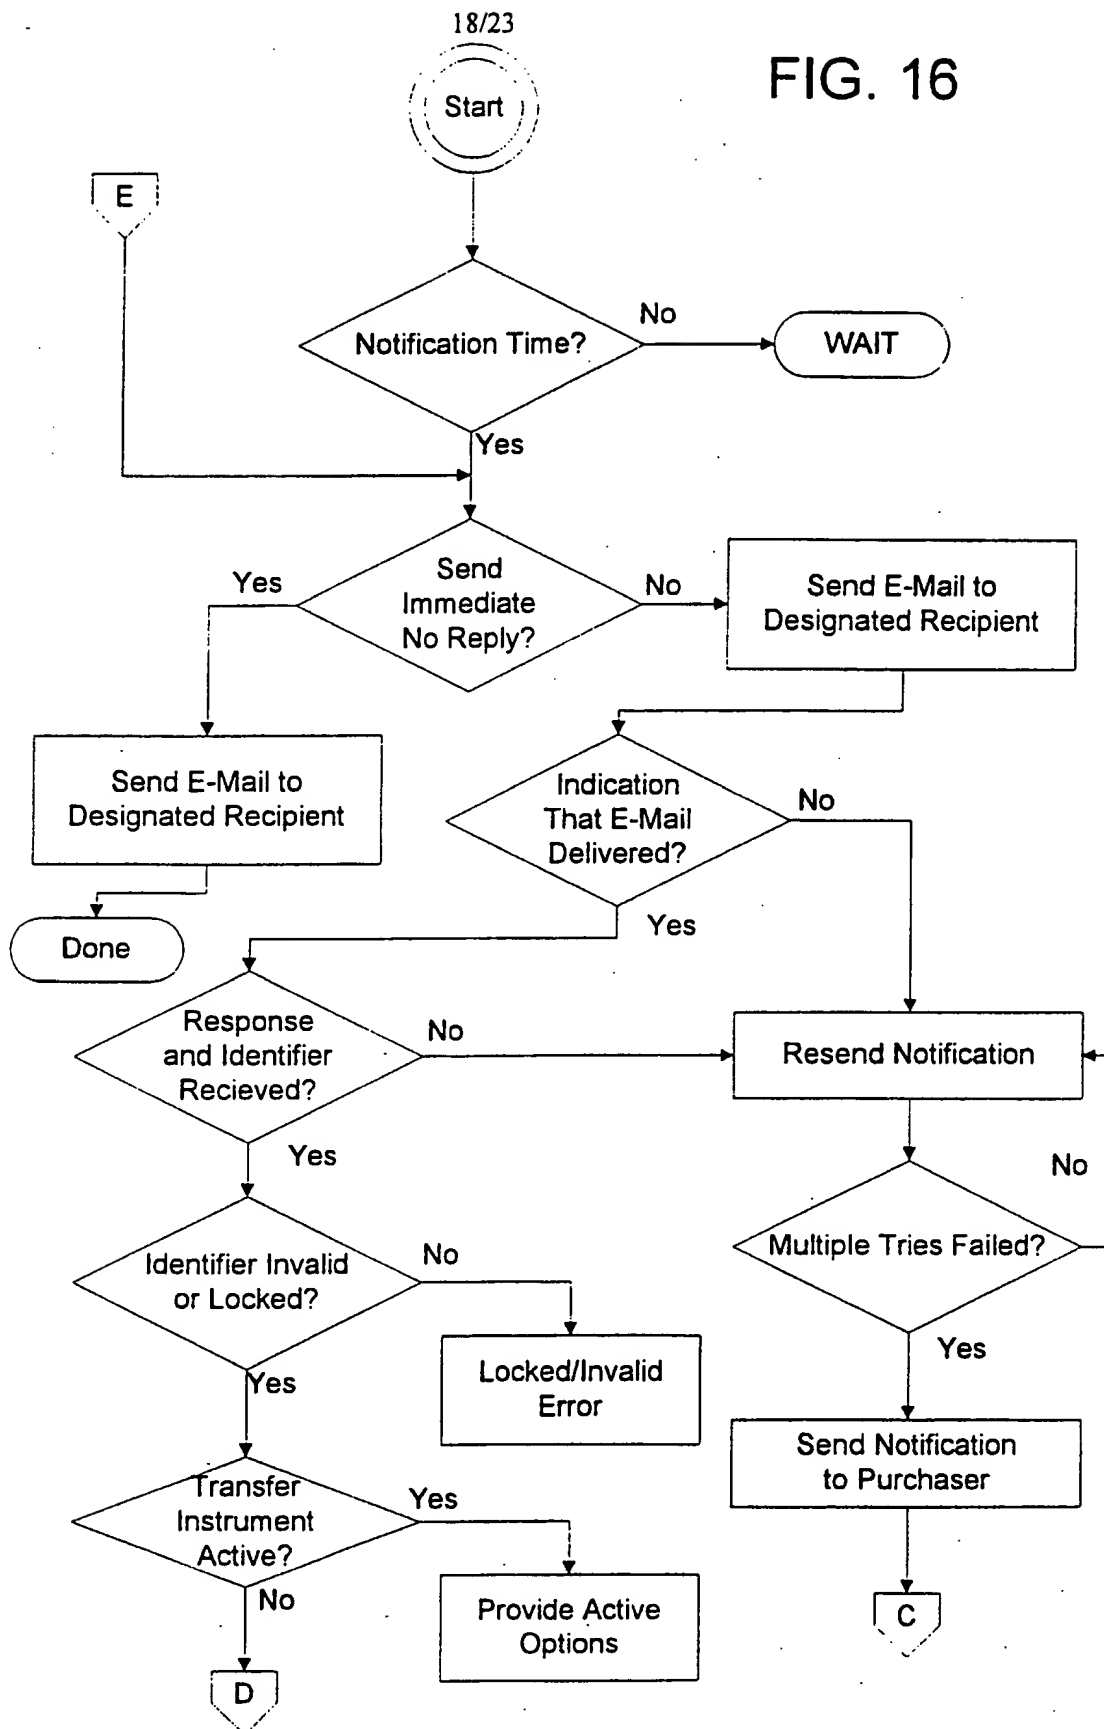 18/23
FIG. 16
Start
E
Notification Time?
No
WAIT
Yes
Send
Immediate
No Reply?
Yes
No
Send E-Mail to
Designated Recipient
Send E-Mail to
Designated Recipient
Done
Indication
That E-Mail
Delivered?
No
Yes
Response
and Identifier
Recieved?
No
Resend Notification
Yes
No
Multiple Tries Failed?
Identifier Invalid
or Locked?
No
Yes
Locked/Invalid
Error
Yes
Send Notification
to Purchaser
Transfer
Instrument
Active?
Yes
No
Provide Active
Options
C
D